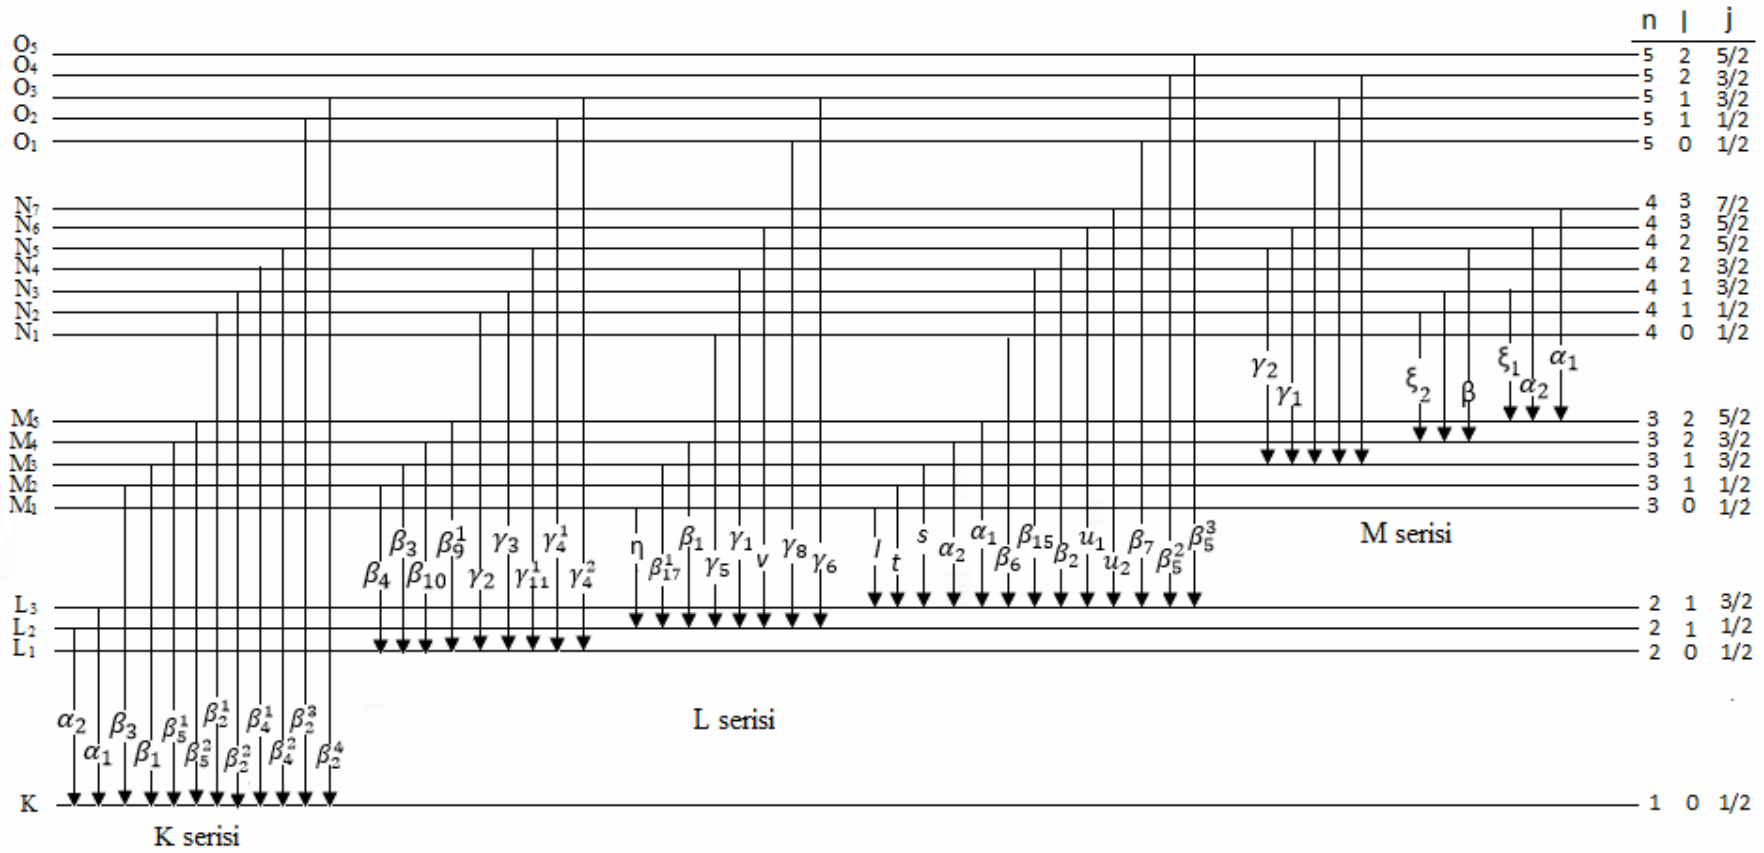 n l j
O₅ 5 2 5/2
O₄ 5 2 3/2
O₃ 5 1 3/2
O₂ 5 1 1/2
O₁ 5 0 1/2
N₇ 4 3 7/2
N₆ 4 3 5/2
N₅ 4 2 5/2
N₄ 4 2 3/2
N₃ 4 1 3/2
N₂ 4 1 1/2
N₁ 4 0 1/2
γ₂ γ₁ ξ₂ β ξ₁ α₂ α₁
M₅ 3 2 5/2
M₄ 3 2 3/2
M₃ 3 1 3/2
M₂ 3 1 1/2
M₁ 3 0 1/2
M serisi
β₄ β₃ β₁₀ β₉¹ γ₂ γ₃ γ₁₁¹ γ₄¹ γ₄² η β₁₇¹ β₁ γ₅ γ₁ v γ₈ γ₆ l t s α₂ α₁ β₆ β₁₅ β₂ u₁ u₂ β₇ β₅² β₅³
L₃ 2 1 3/2
L₂ 2 1 1/2
L₁ 2 0 1/2
L serisi
α₂ α₁ β₃ β₁ β₅¹ β₅² β₂¹ β₂² β₄¹ β₄² β₂³ β₂⁴
K 1 0 1/2
K serisi